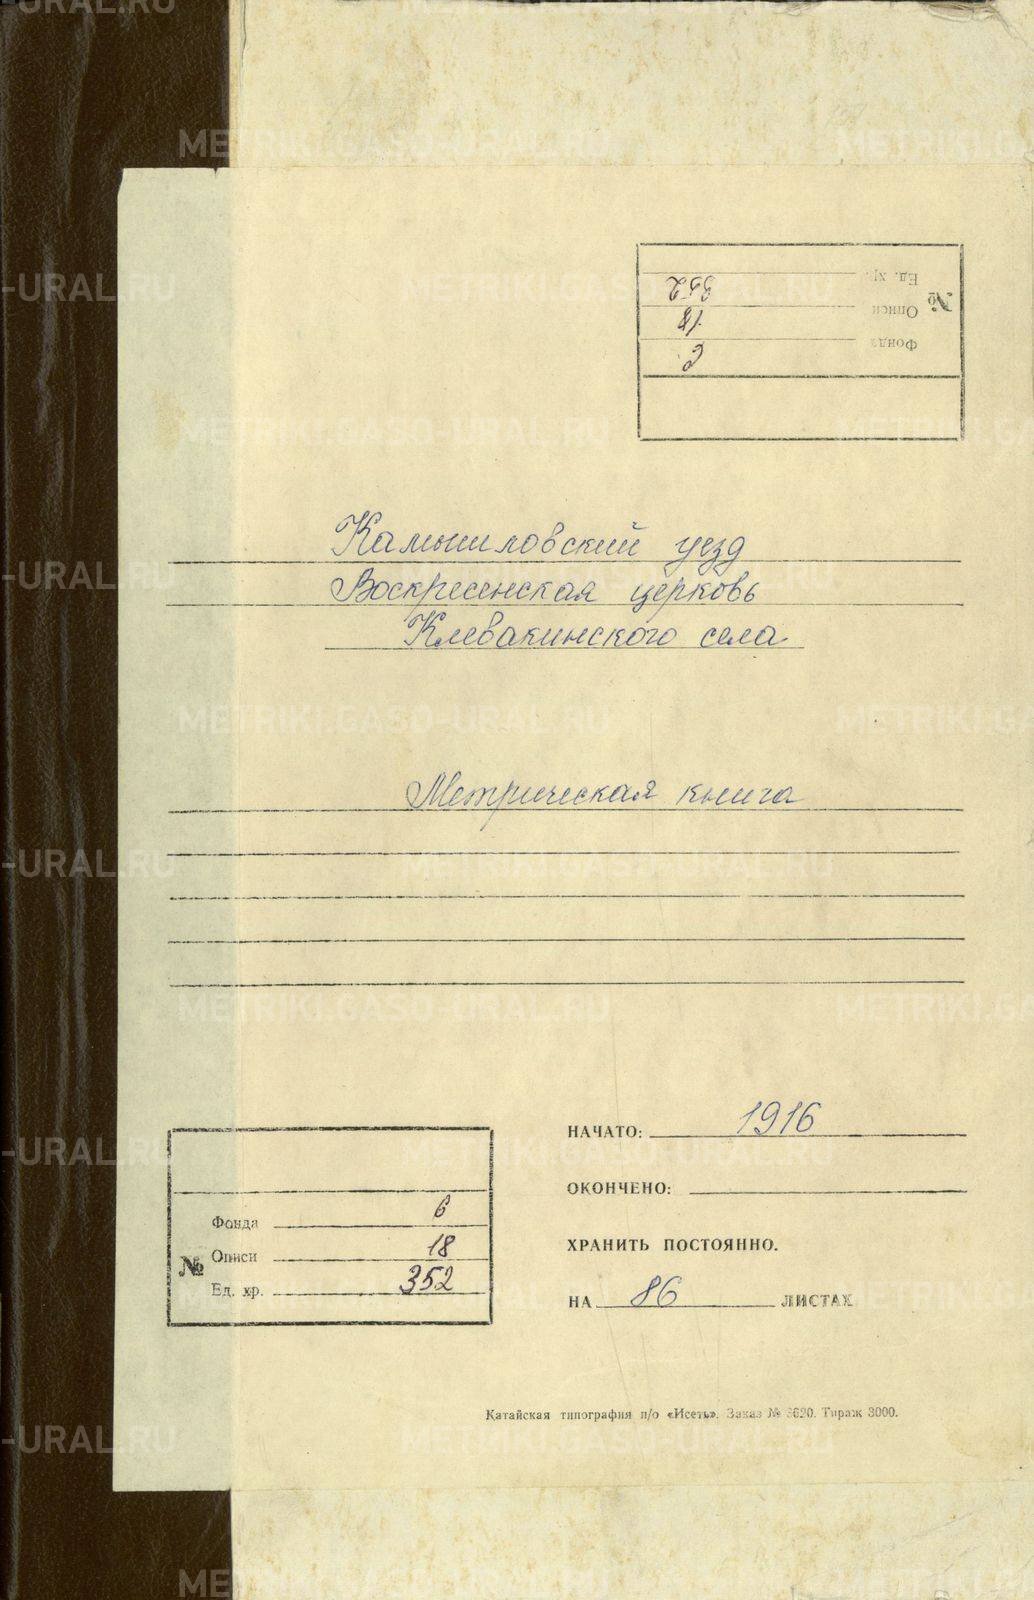 №
Фонда 6
Описи 18
Ед. хр. 352
Камышловский уезд
Воскресенская церковь
Клевакинского села
Метрическая книга
НАЧАТО: 1916
ОКОНЧЕНО:
ХРАНИТЬ ПОСТОЯННО.
НА 86 ЛИСТАХ
Фонда 6
№ Описи 18
Ед. хр. 352
Катайская типография п/о «Исеть». Заказ № Тираж 3000.
METRIKI.GASO-URAL.RU